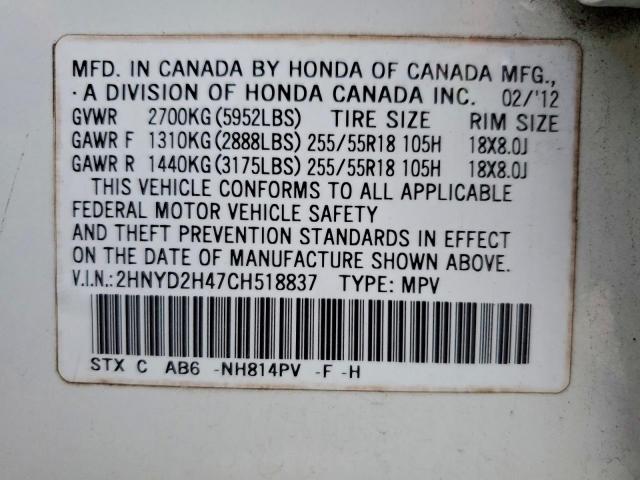 MFD. IN CANADA BY HONDA OF CANADA MFG.,
·A DIVISION OF HONDA CANADA INC. 02/'12
GVWR 2700KG(5952LBS) TIRE SIZE RIM SIZE
GAWR F 1310KG(2888LBS) 255/55R18 105H 18X8.0J
GAWR R 1440KG(3175LBS) 255/55R18 105H 18X8.0J
THIS VEHICLE CONFORMS TO ALL APPLICABLE
FEDERAL MOTOR VEHICLE SAFETY
AND THEFT PREVENTION STANDARDS IN EFFECT
ON THE DATE OF MANUFACTURE SHOWN ABOVE.
V.I.N.:2HNYD2H47CH518837 TYPE: MPV
STX C AB6 -NH814PV -F -H